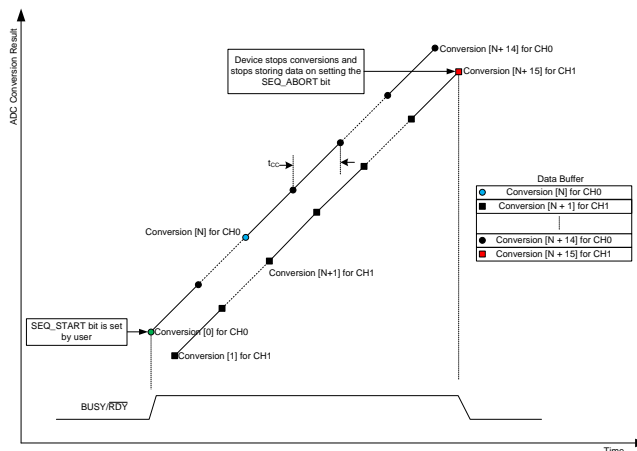 ADC Conversion Result
Conversion [N+ 14] for CH0
Device stops conversions and
stops storing data on setting the
SEQ_ABORT bit
Conversion [N+ 15] for CH1
tCC
Data Buffer
Conversion [N] for CH0
Conversion [N + 1] for CH1
Conversion [N + 14] for CH0
Conversion [N + 15] for CH1
Conversion [N] for CH0
Conversion [N+1] for CH1
SEQ_START bit is set
by user
Conversion [0] for CH0
Conversion [1] for CH1
BUSY/RDY
Time